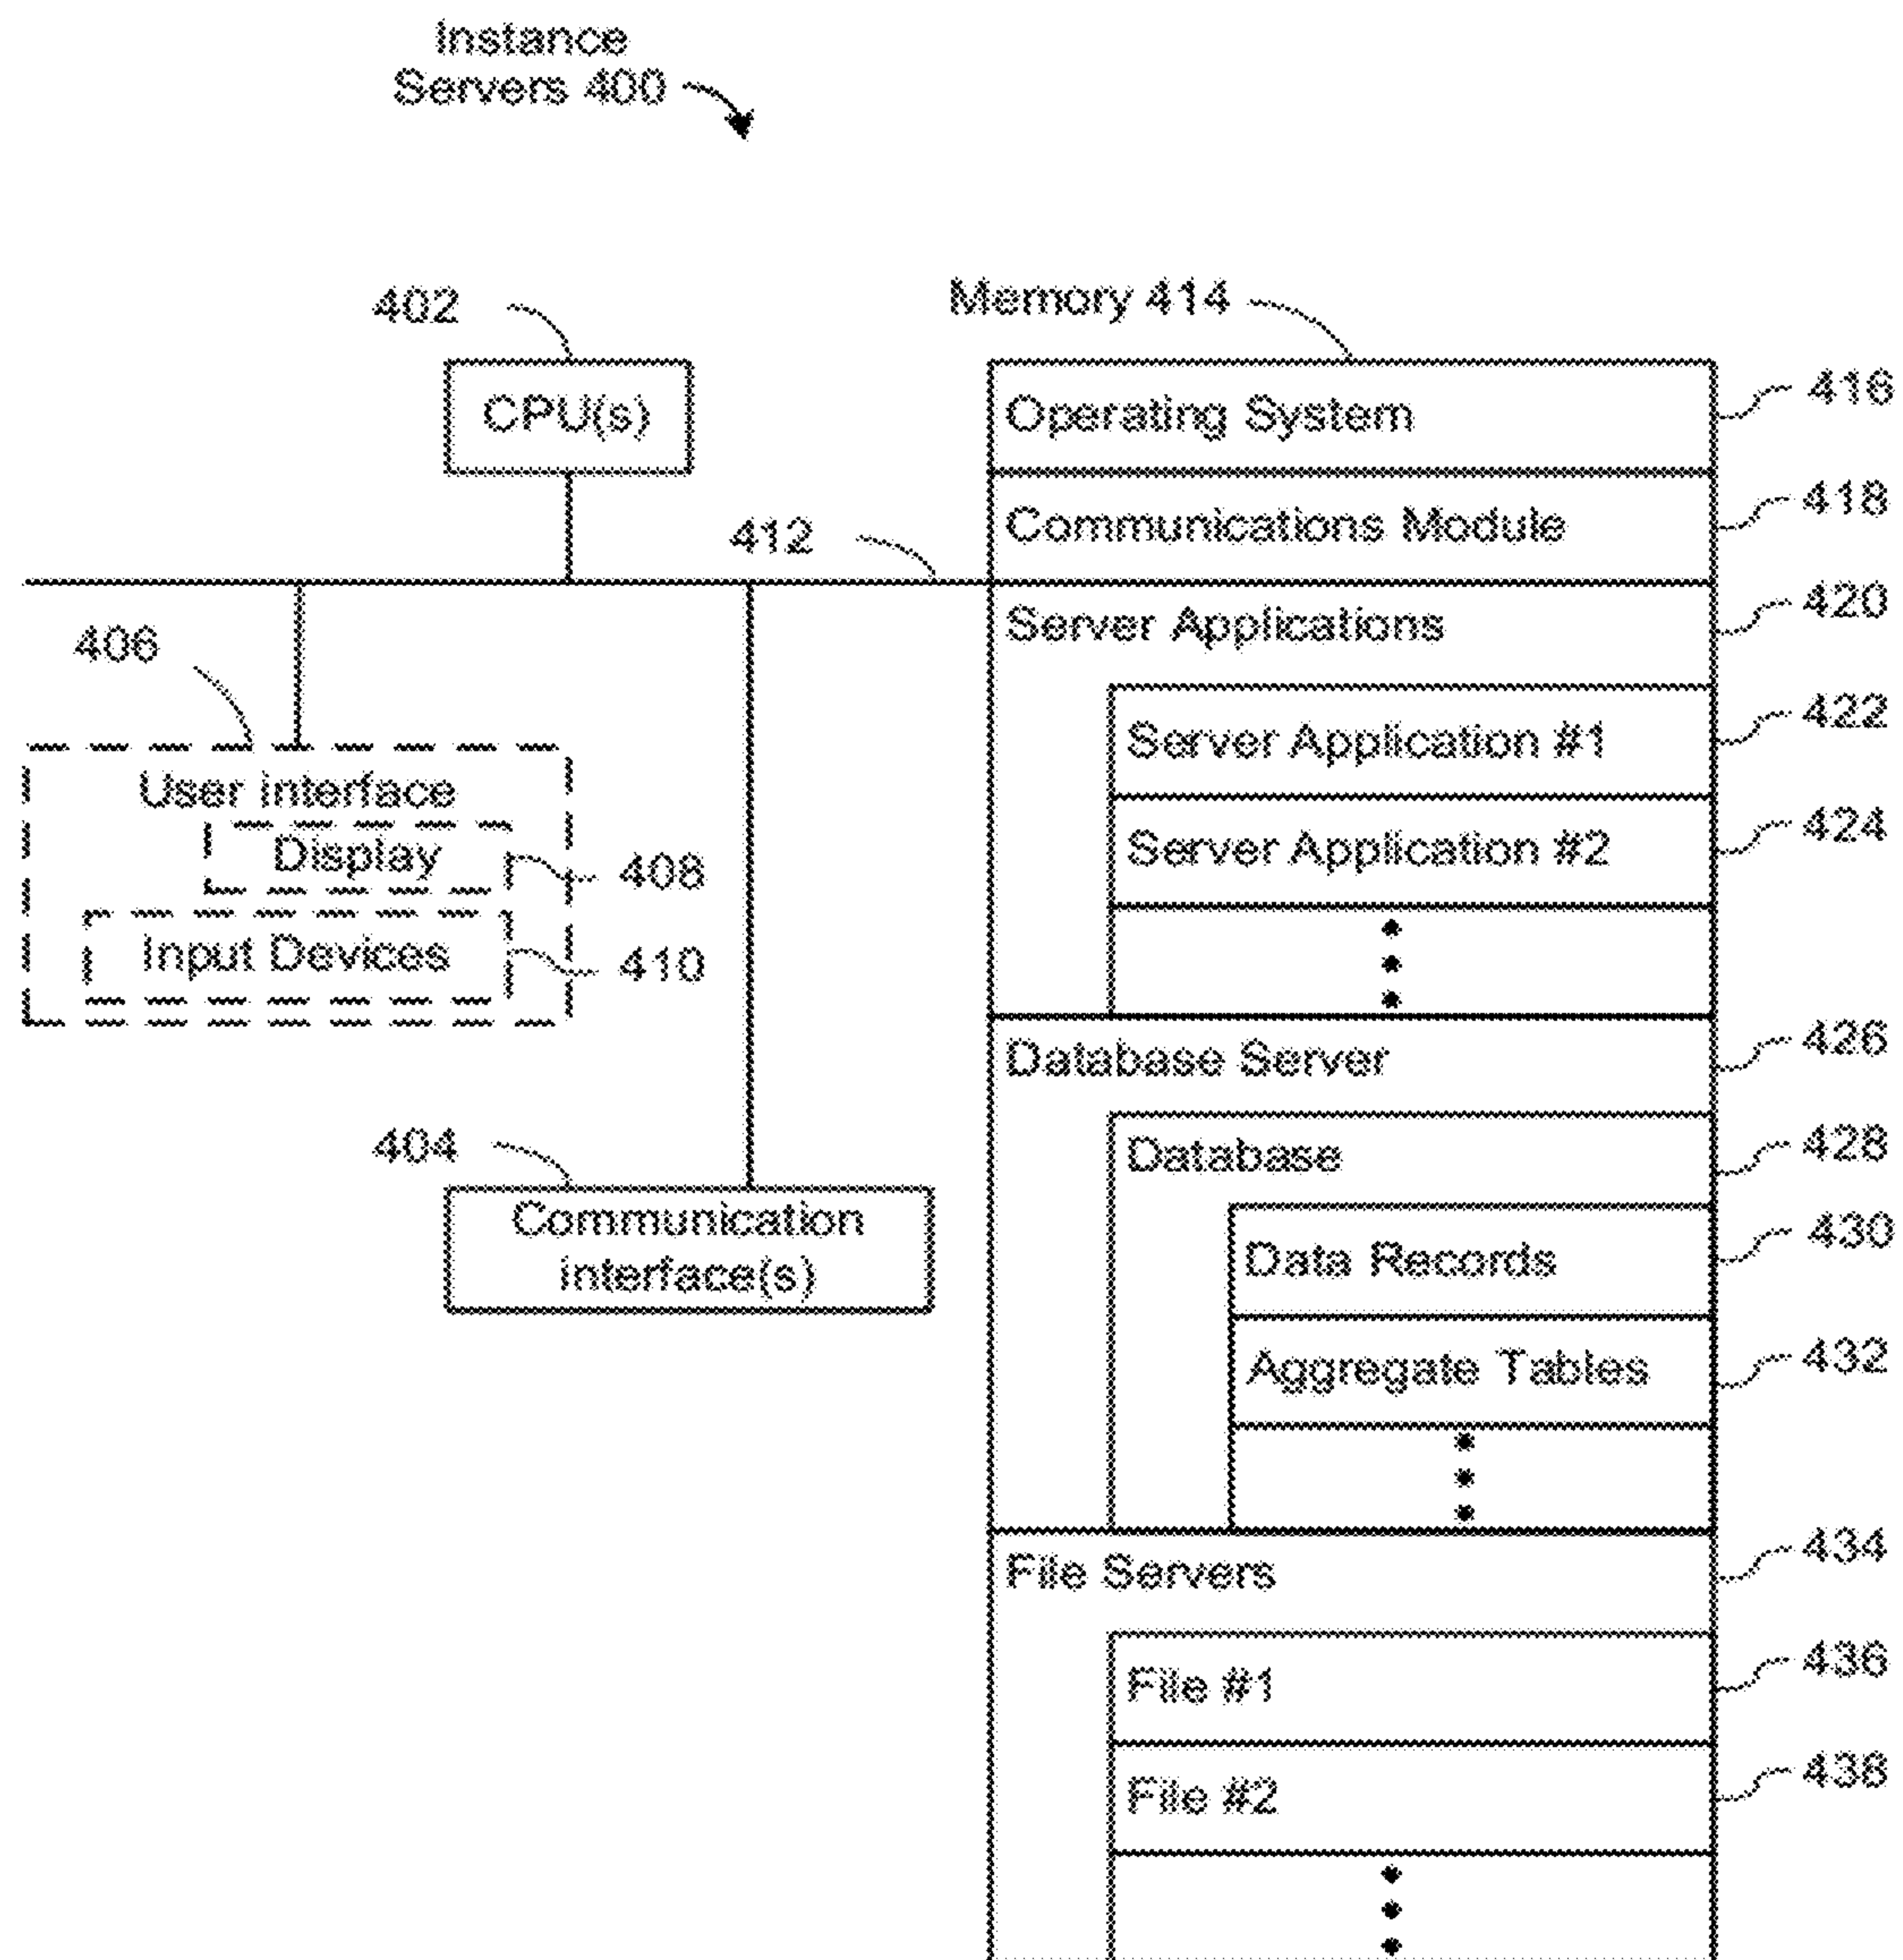 Instance
Servers 400
402
CPU(s)
412
406
User interface
Display
408
Input Devices
410
404
Communication
interface(s)
Memory 414
Operating System
416
Communications Module
418
Server Applications
420
Server Application #1
422
Server Application #2
424
Database Server
426
Database
428
Data Records
430
Aggregate Tables
432
File Servers
434
File #1
436
File #2
438